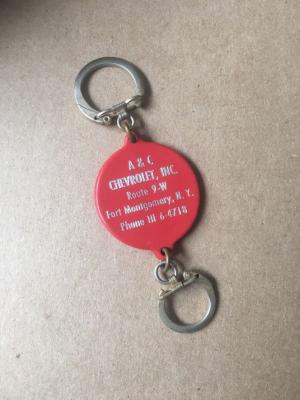 A & C
CHEVROLET, INC.
Route 9-W
Fort Montgomery, N. Y.
Phone HI 6-4718